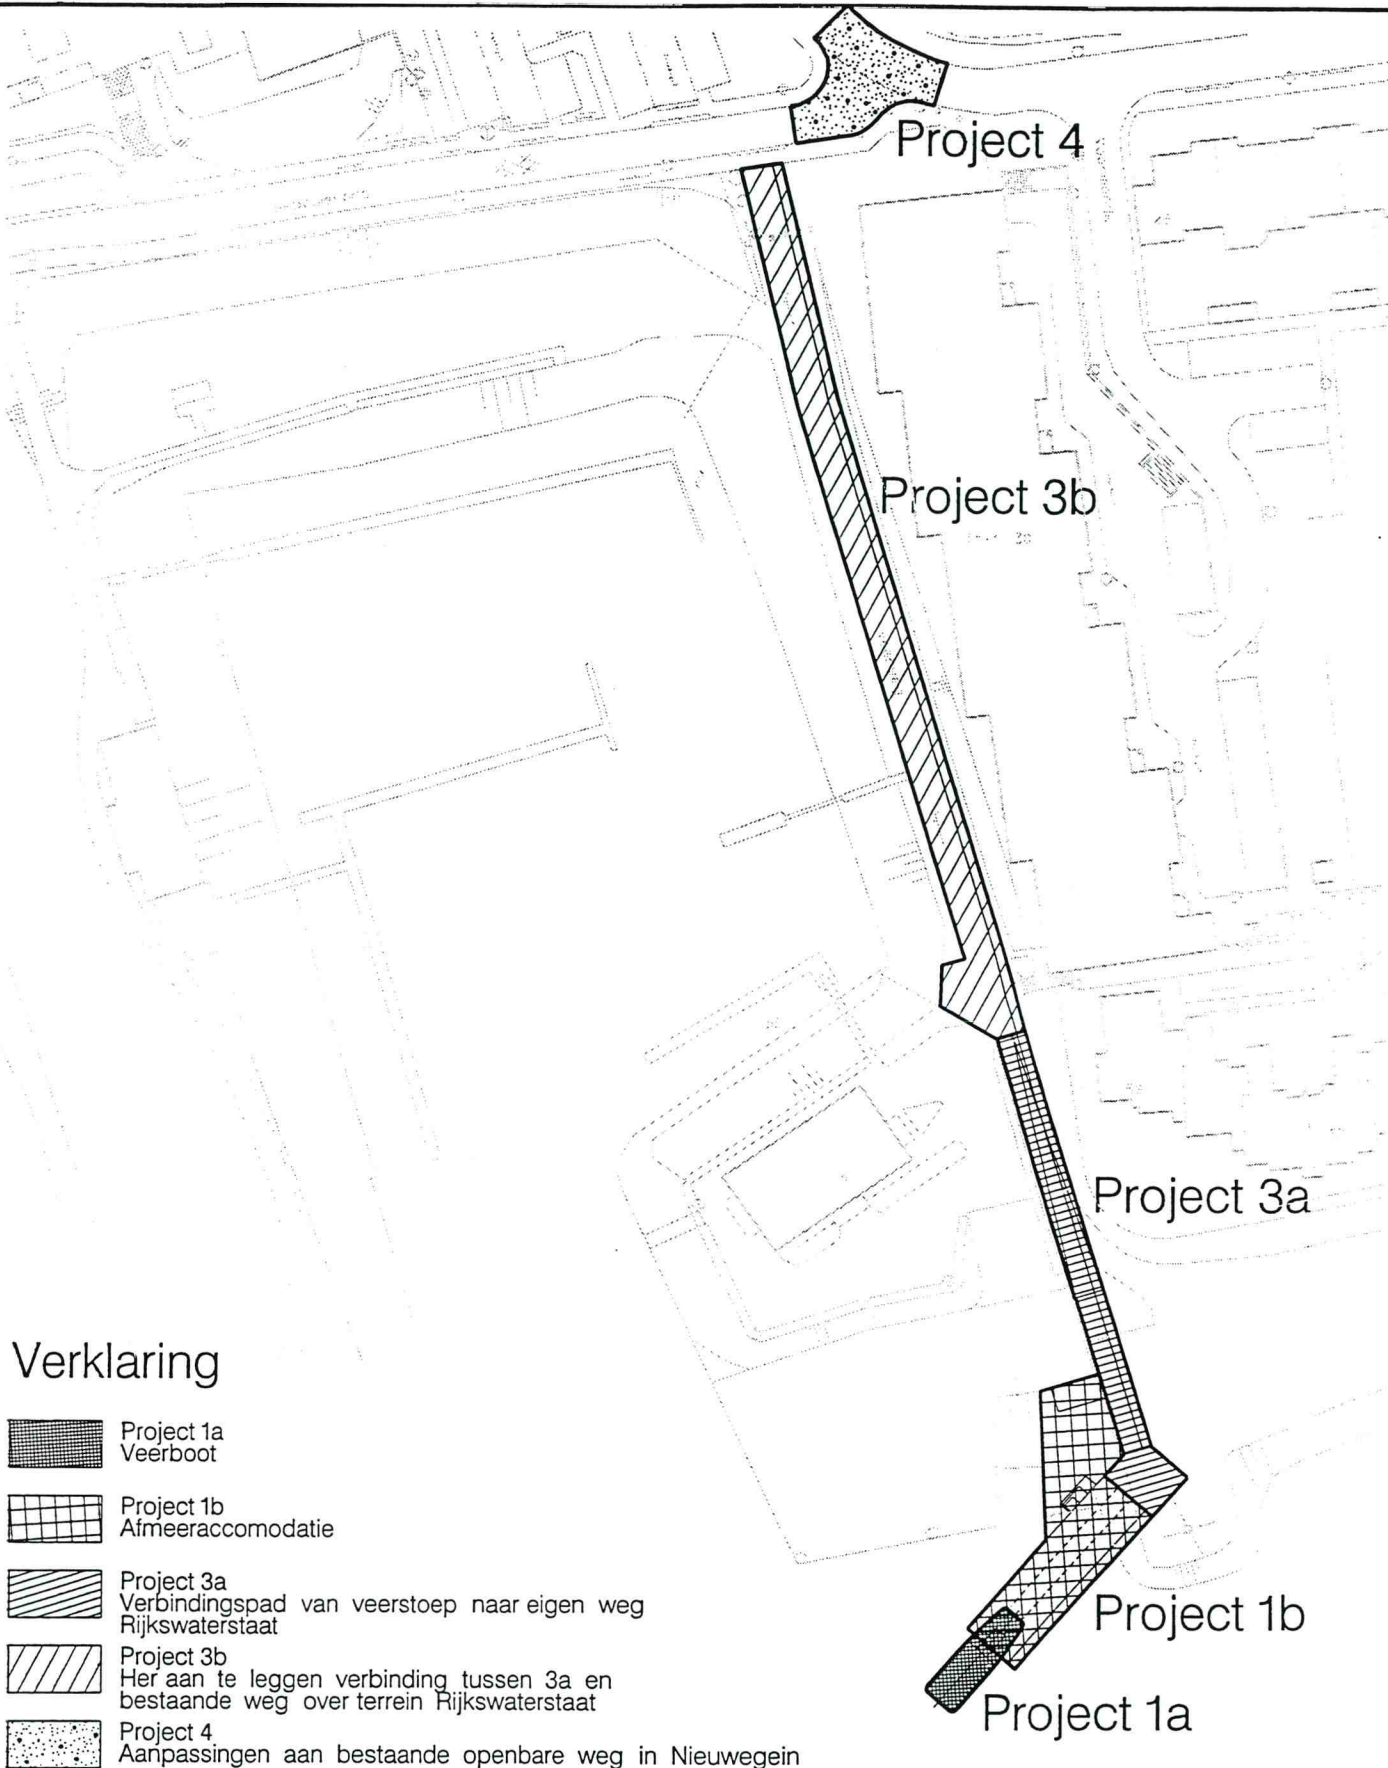 Project 4
Project 3b
Project 3a
Project 1b
Project 1a
Verklaring
Project 1a
Veerboot
Project 1b
Afmeeraccomodatie
Project 3a
Verbindingspad van veerstoep naar eigen weg
Rijkswaterstaat
Project 3b
Her aan te leggen verbinding tussen 3a en
bestaande weg over terrein Rijkswaterstaat
Project 4
Aanpassingen aan bestaande openbare weg in Nieuwegein